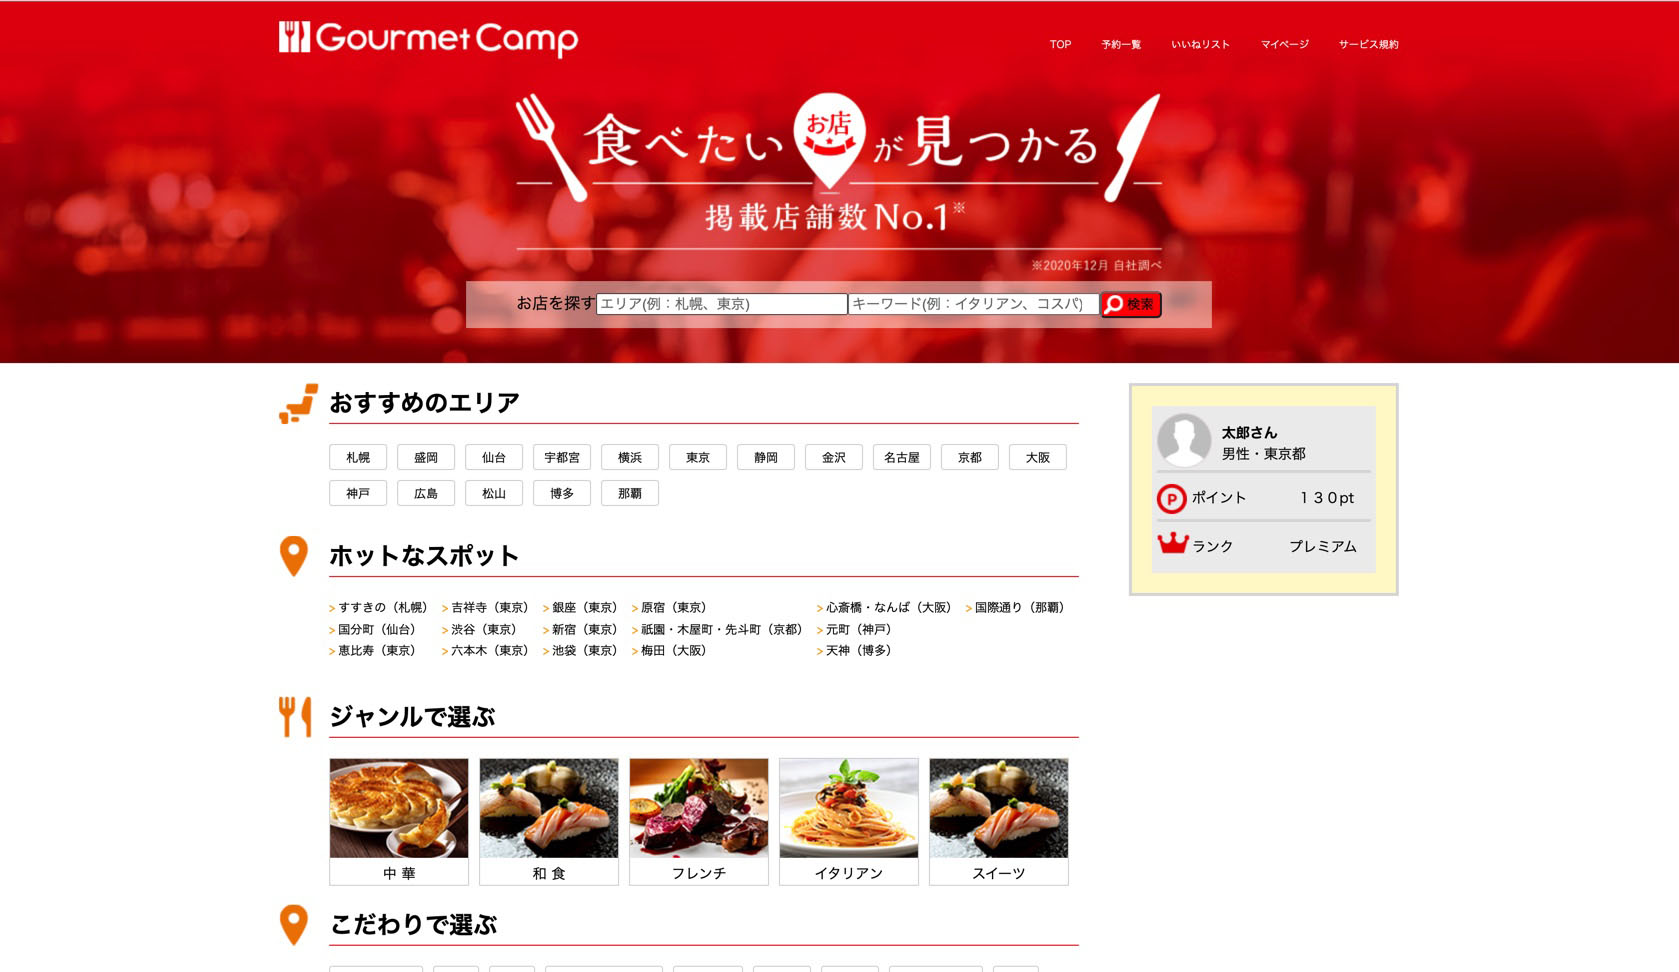 Gourmet Camp
TOP 予約一覧 いいねリスト マイページ サービス規約
食べたいお店が見つかる
掲載店舗数No.1※
※2020年12月 自社調べ
お店を探す エリア(例：札幌、東京) キーワード(例：イタリアン、コスパ) 検索
おすすめのエリア
札幌 盛岡 仙台 宇都宮 横浜 東京 静岡 金沢 名古屋 京都 大阪
神戸 広島 松山 博多 那覇
ホットなスポット
> すすきの（札幌） > 吉祥寺（東京） > 銀座（東京） > 原宿（東京） > 心斎橋・なんば（大阪） > 国際通り（那覇）
> 国分町（仙台） > 渋谷（東京） > 新宿（東京） > 祇園・木屋町・先斗町（京都） > 元町（神戸）
> 恵比寿（東京） > 六本木（東京） > 池袋（東京） > 梅田（大阪） > 天神（博多）
ジャンルで選ぶ
中 華 和 食 フレンチ イタリアン スイーツ
こだわりで選ぶ
太郎さん
男性・東京都
P ポイント １３０pt
ランク プレミアム